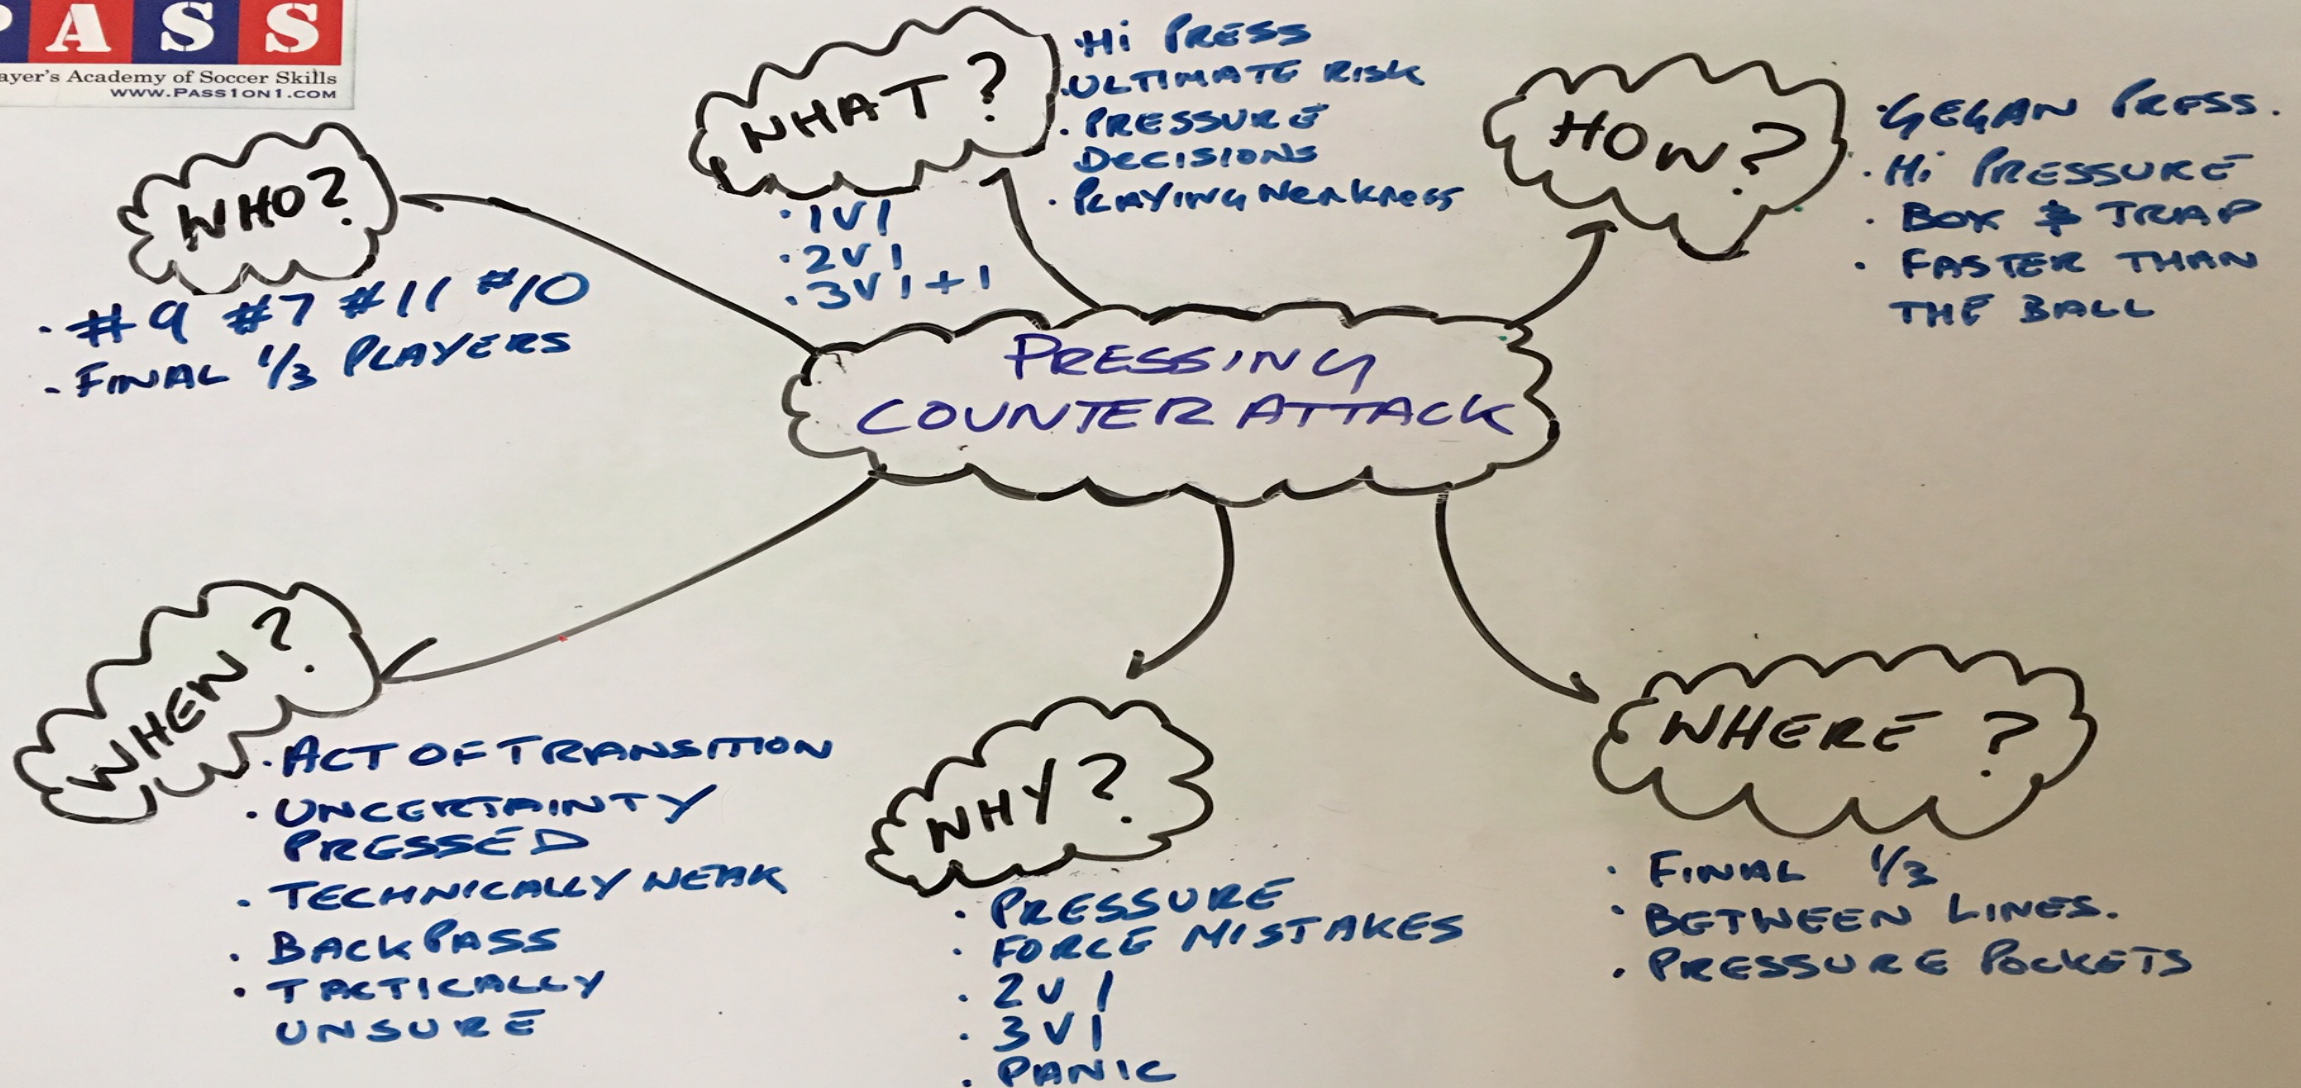 PASS
ayer's Academy of Soccer Skills
www.Pass1on1.com
WHO?
· #9 #7 #11 #10
- FINAL 1/3 PLAYERS
WHAT?
· Hi PRESS
· ULTIMATE RISK
· PRESSURE
DECISIONS
· PLAYING WEAKNESS
· 1V1
· 2V1
· 3V1+1
HOW?
· GEGAN PRESS.
· Hi PRESSURE
· BOX & TRAP
· FASTER THAN
THE BALL
PRESSING
COUNTER ATTACK
WHEN?
· ACT OF TRANSITION
· UNCERTAINTY
PRESSED
· TECHNICALLY WEAK
· BACK PASS
· TACTICALLY
UNSURE
WHY?
· PRESSURE
· FORCE MISTAKES
· 2V1
· 3V1
· PANIC
WHERE?
· FINAL 1/3
· BETWEEN LINES.
· PRESSURE POCKETS